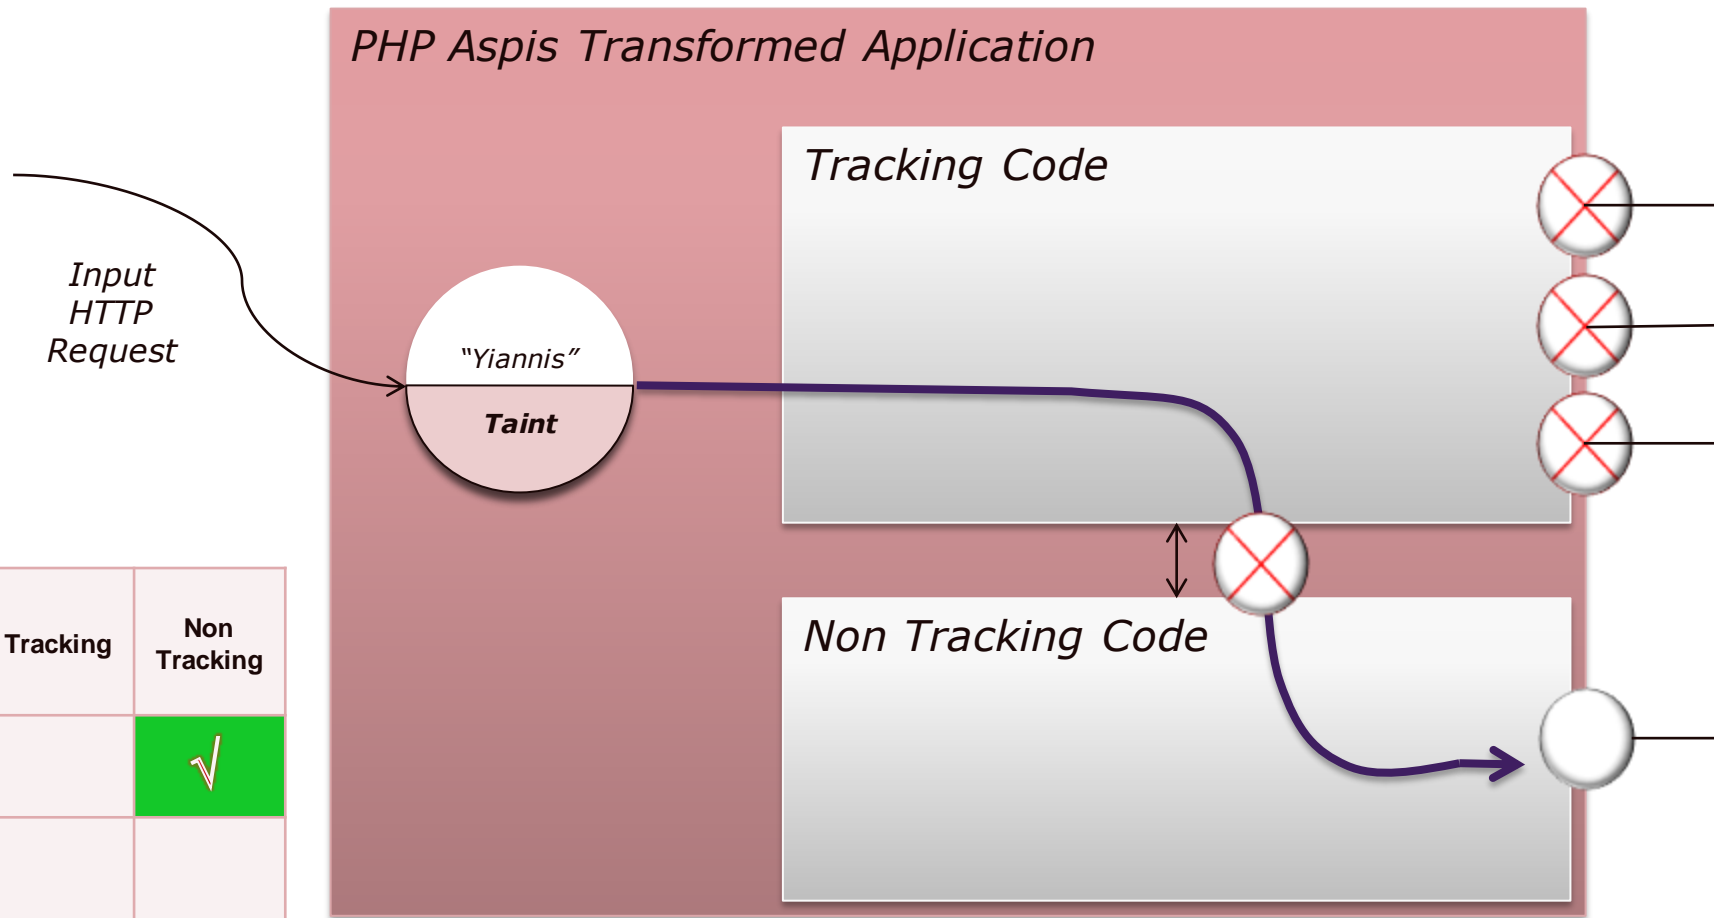 PHP Aspis Transformed Application
Tracking Code
Input
HTTP
Request
“Yiannis”
Taint
Non Tracking Code
Tracking
Non
Tracking
√